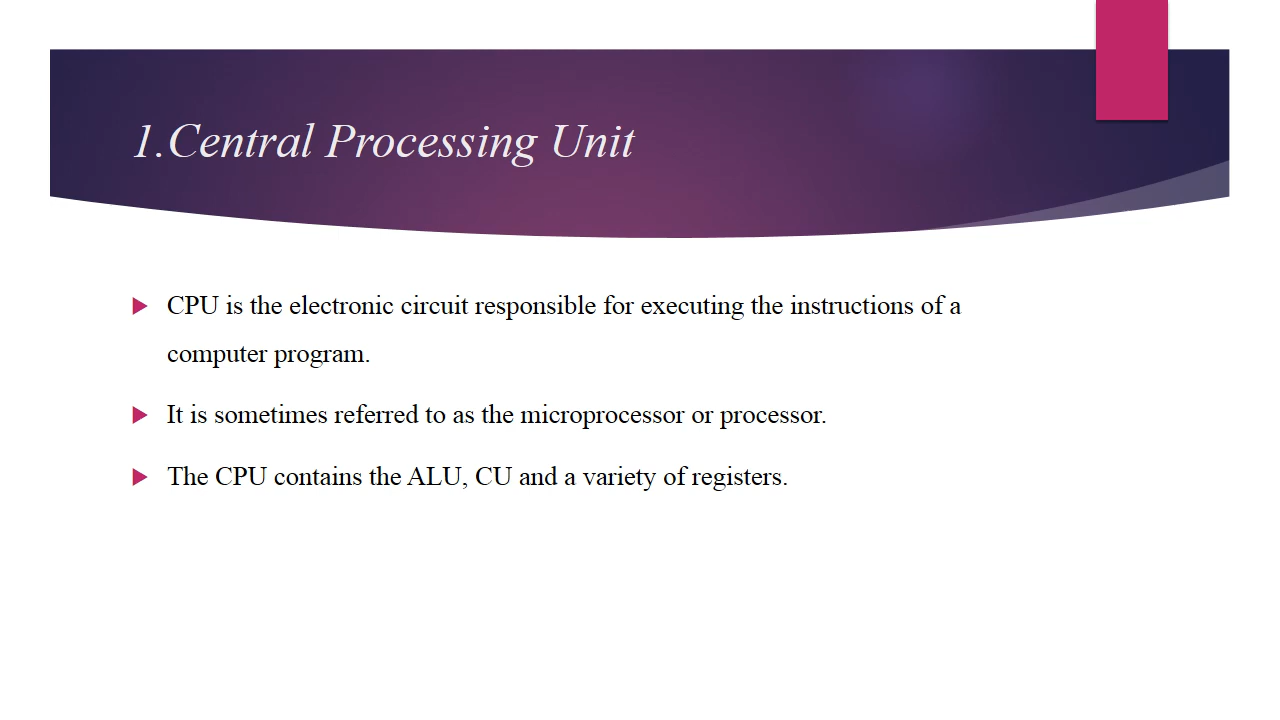 1.Central Processing Unit
CPU is the electronic circuit responsible for executing the instructions of a
computer program.
It is sometimes referred to as the microprocessor or processor.
The CPU contains the ALU, CU and a variety of registers.